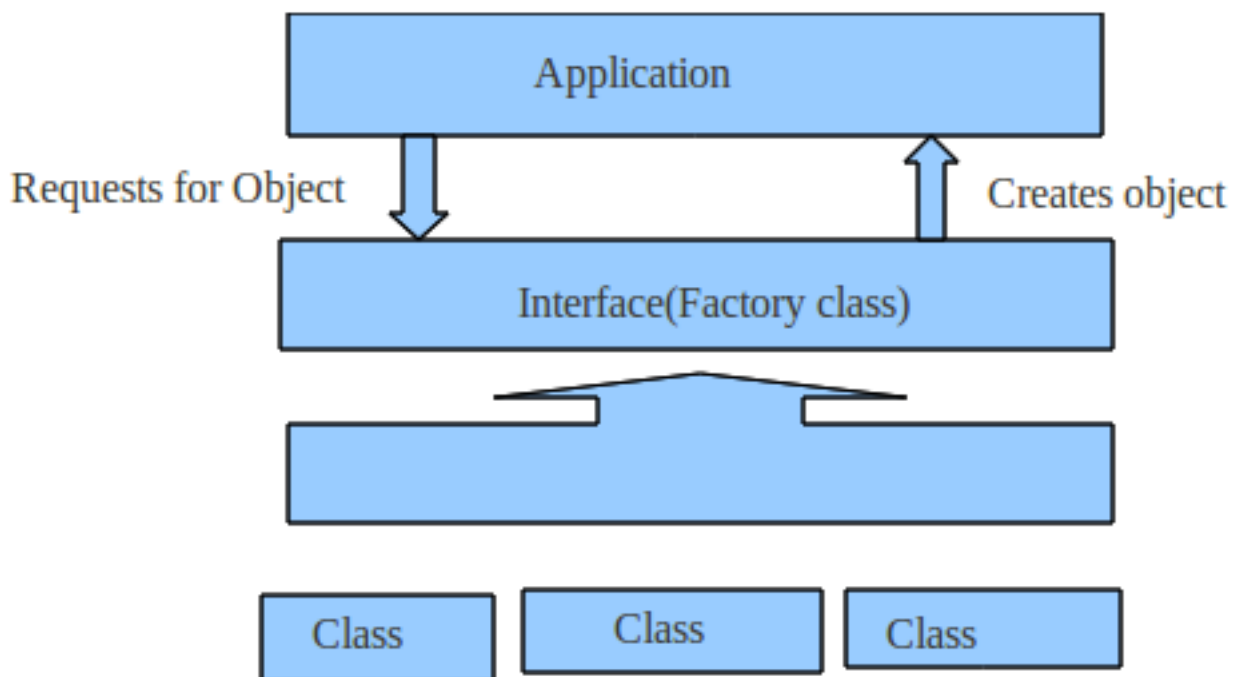 Application
Requests for Object
Creates object
Interface(Factory class)
Class
Class
Class